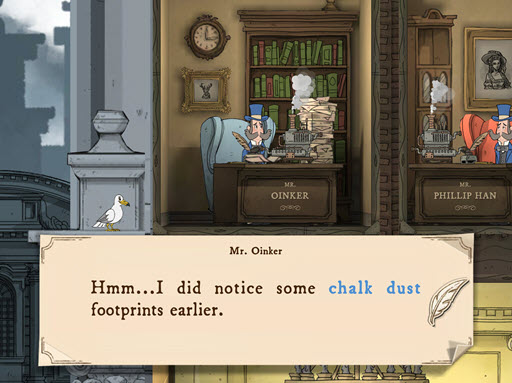 MR.
OINKER
MR.
PHILLIP HAN
Mr. Oinker
Hmm...I did notice some chalk dust
footprints earlier.